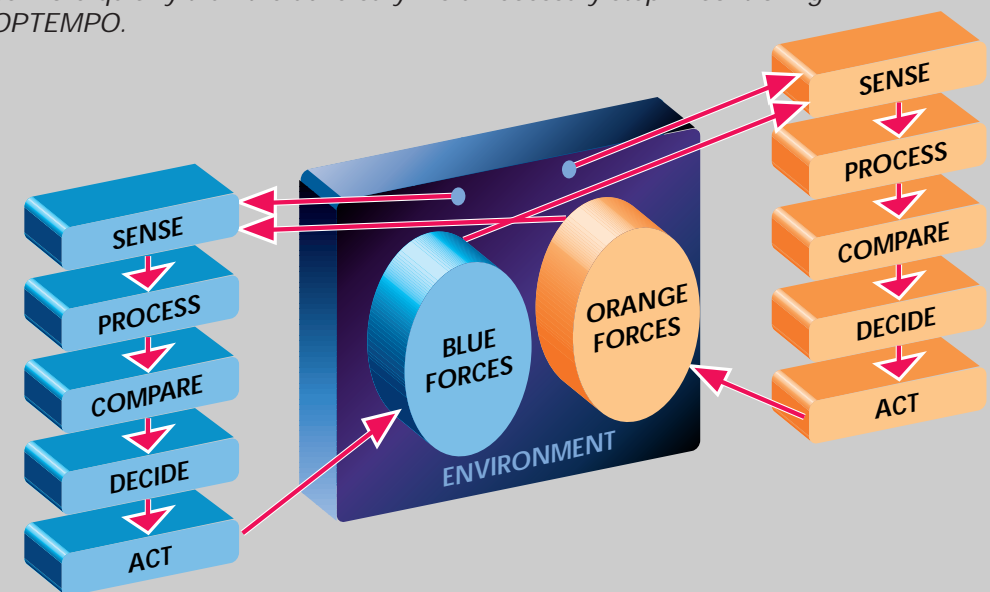 OPTEMPO.
SENSE
PROCESS
COMPARE
DECIDE
ACT
BLUE
FORCES
ORANGE
FORCES
ENVIRONMENT
SENSE
PROCESS
COMPARE
DECIDE
ACT